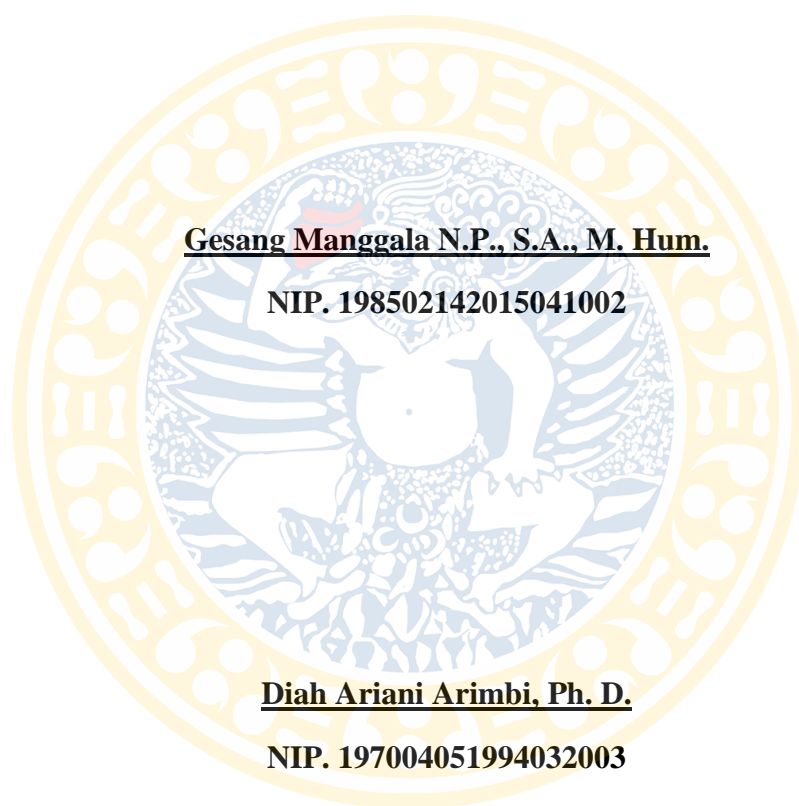 Gesang Manggala N.P., S.A., M. Hum.
NIP. 198502142015041002
Diah Ariani Arimbi, Ph. D.
NIP. 197004051994032003